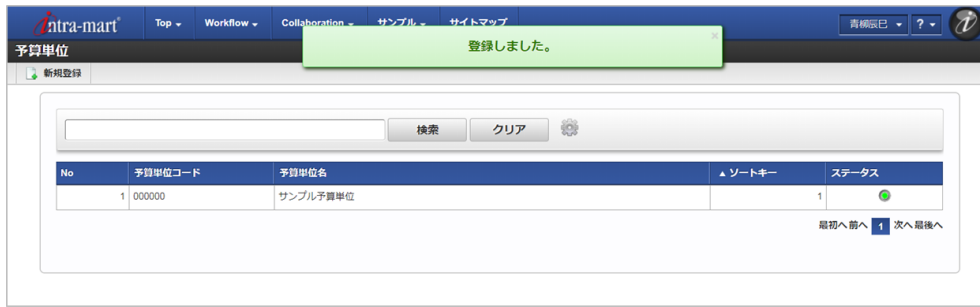 intra-mart® Top Workflow Collaboration サンプル サイトマップ 青柳辰巳 ?
登録しました。 ×
予算単位
新規登録
検索 クリア
No 予算単位コード 予算単位名 ▲ ソートキー ステータス
1 000000 サンプル予算単位 1
最初へ 前へ 1 次へ 最後へ